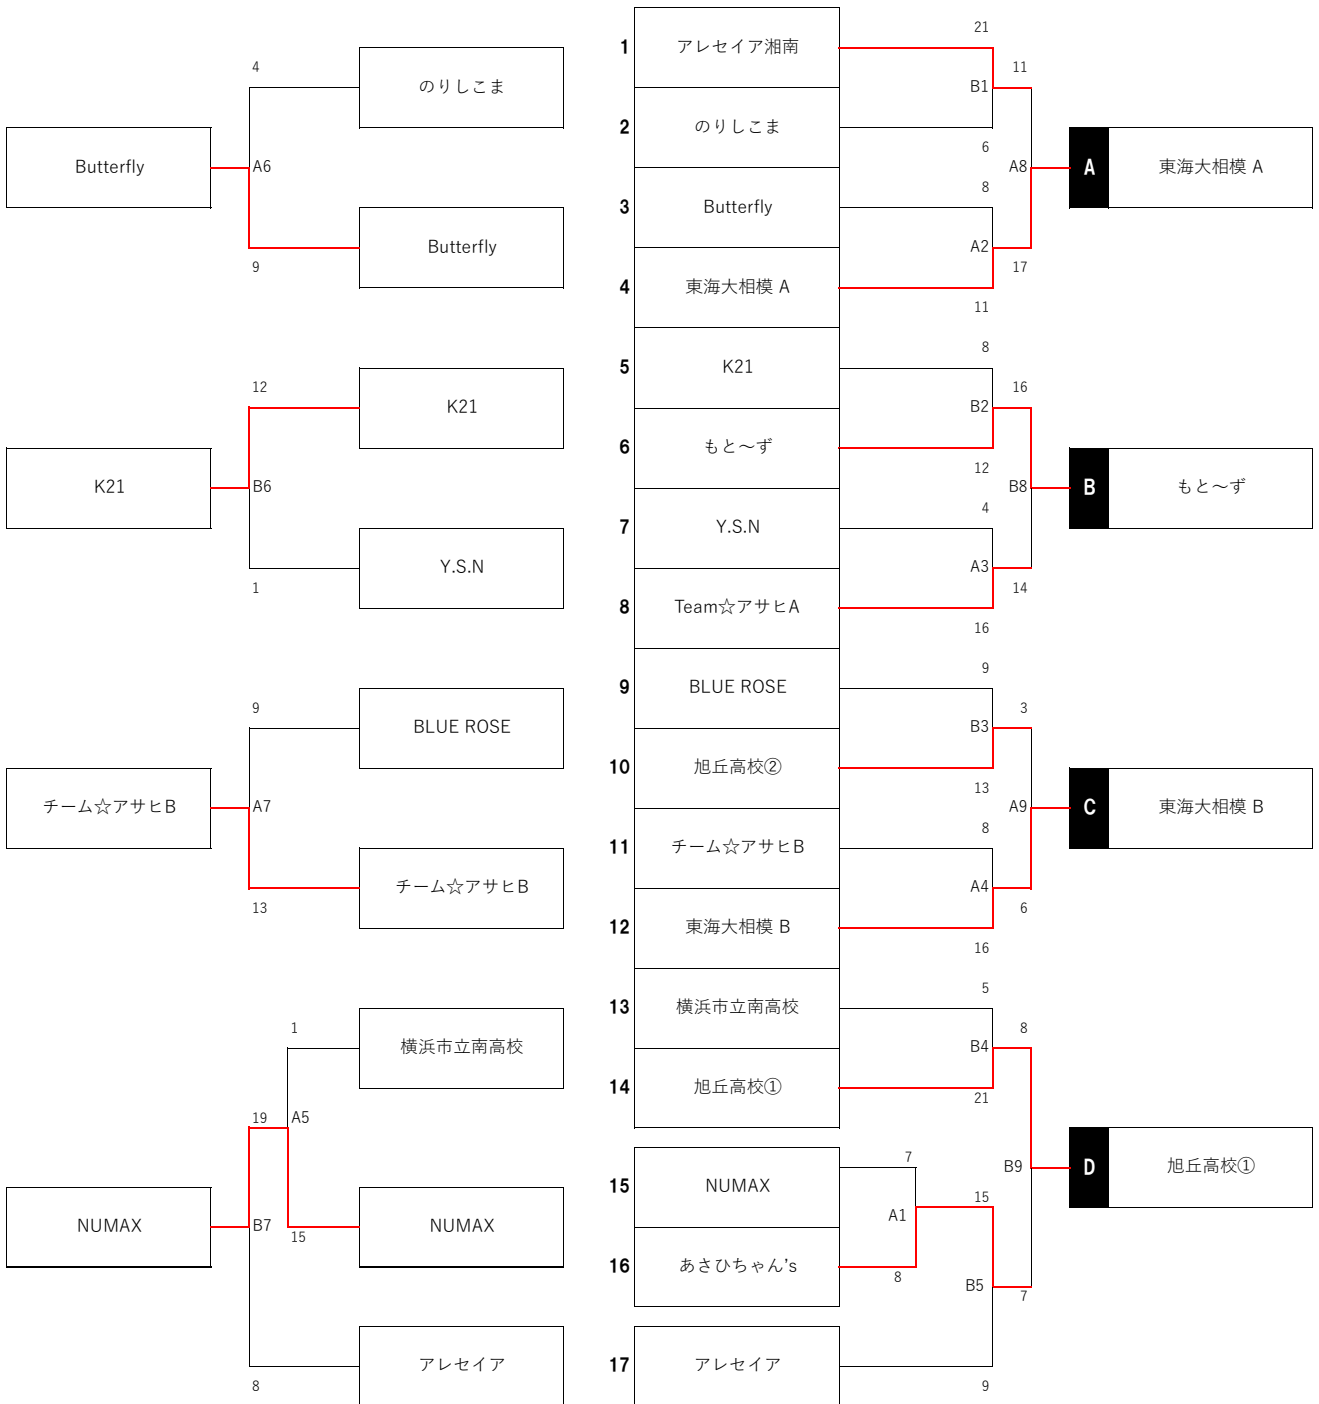 21
1 アレセイア湘南
4 11
のりしこま B1
2 のりしこま
6
Butterfly A6 A8 A 東海大相模 A
8
3 Butterfly
Butterfly A2
9 17
4 東海大相模 A
11
8
5 K21
12 16
K21 B2
6 もと～ず
12
K21 B6 B8 B もと～ず
4
7 Y.S.N
Y.S.N A3
1 14
8 Team☆アサヒA
16
9
9 BLUE ROSE
9 3
BLUE ROSE B3
10 旭丘高校②
13
チーム☆アサヒB A7 A9 C 東海大相模 B
8
11 チーム☆アサヒB
チーム☆アサヒB A4
13 6
12 東海大相模 B
16
5
13 横浜市立南高校
1 8
横浜市立南高校 B4
14 旭丘高校①
21
19 A5
7
B9 D 旭丘高校①
15 NUMAX
15
NUMAX B7 NUMAX A1
15
16 あさひちゃん's
8
B5
7
17 アレセイア
アレセイア
8 9